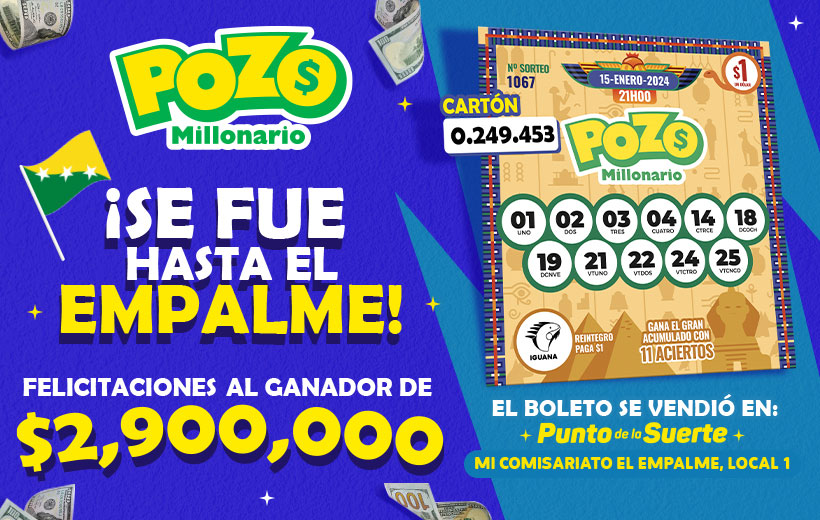 POZO
Millonario
¡SE FUE
HASTA EL
EMPALME!
FELICITACIONES AL GANADOR DE
$2,900,000
Nº SORTEO
1067
15-ENERO-2024
21H00
$1
UN DÓLAR
CARTÓN
0.249.453
POZO
Millonario
01 02 03 04 14 18
UNO DOS TRES CUATRO CTRCE DCOCH
19 21 22 24 25
DCNVE VTUNO VTDOS VTCTRO VTCNCO
IGUANA
REINTEGRO
PAGA $1
GANA EL GRAN
ACUMULADO CON
11 ACIERTOS
EL BOLETO SE VENDIÓ EN:
Punto de la Suerte
MI COMISARIATO EL EMPALME, LOCAL 1
100